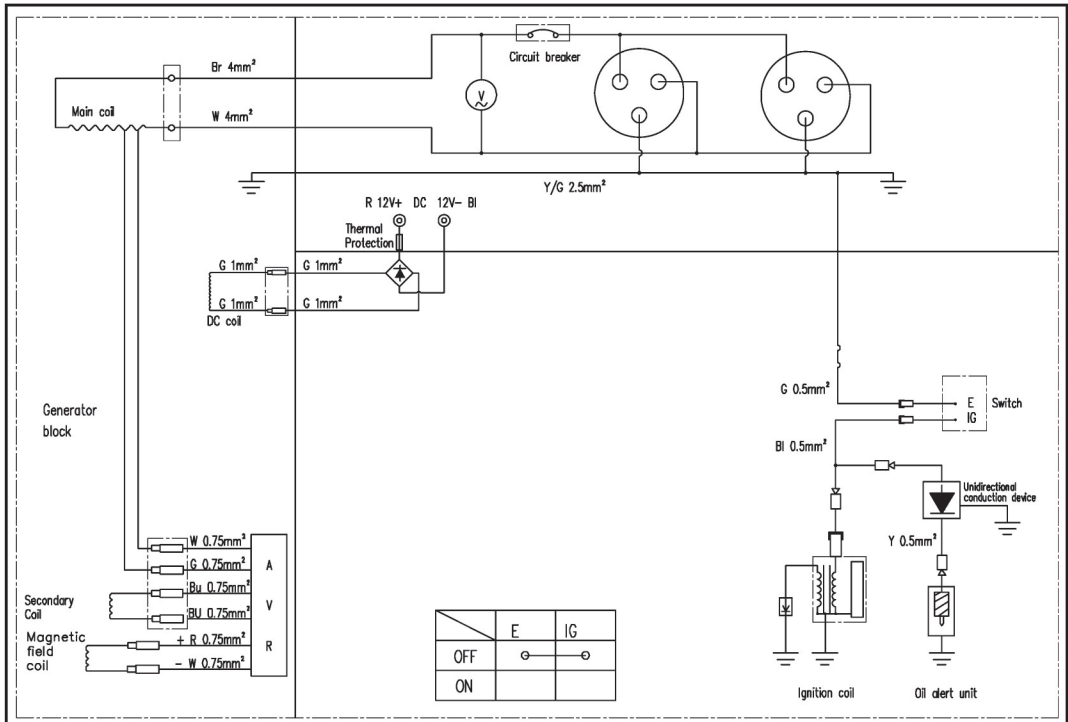 Br 4mm²
Circuit breaker
V
Main coil
W 4mm²
Y/G 2.5mm²
R 12V+ DC 12V- Bl
Thermal
Protection
G 1mm² G 1mm²
G 1mm² G 1mm²
DC coil
G 0.5mm²
E Switch
IG
Generator
block
Bl 0.5mm²
Unidirectional
conduction device
Y 0.5mm²
W 0.75mm²
G 0.75mm² A
Bu 0.75mm²
Secondary
Coil
V
BU 0.75mm²
Magnetic
field
coil
+ R 0.75mm² R
- W 0.75mm²
E IG
OFF
ON
Ignition coil Oil alert unit